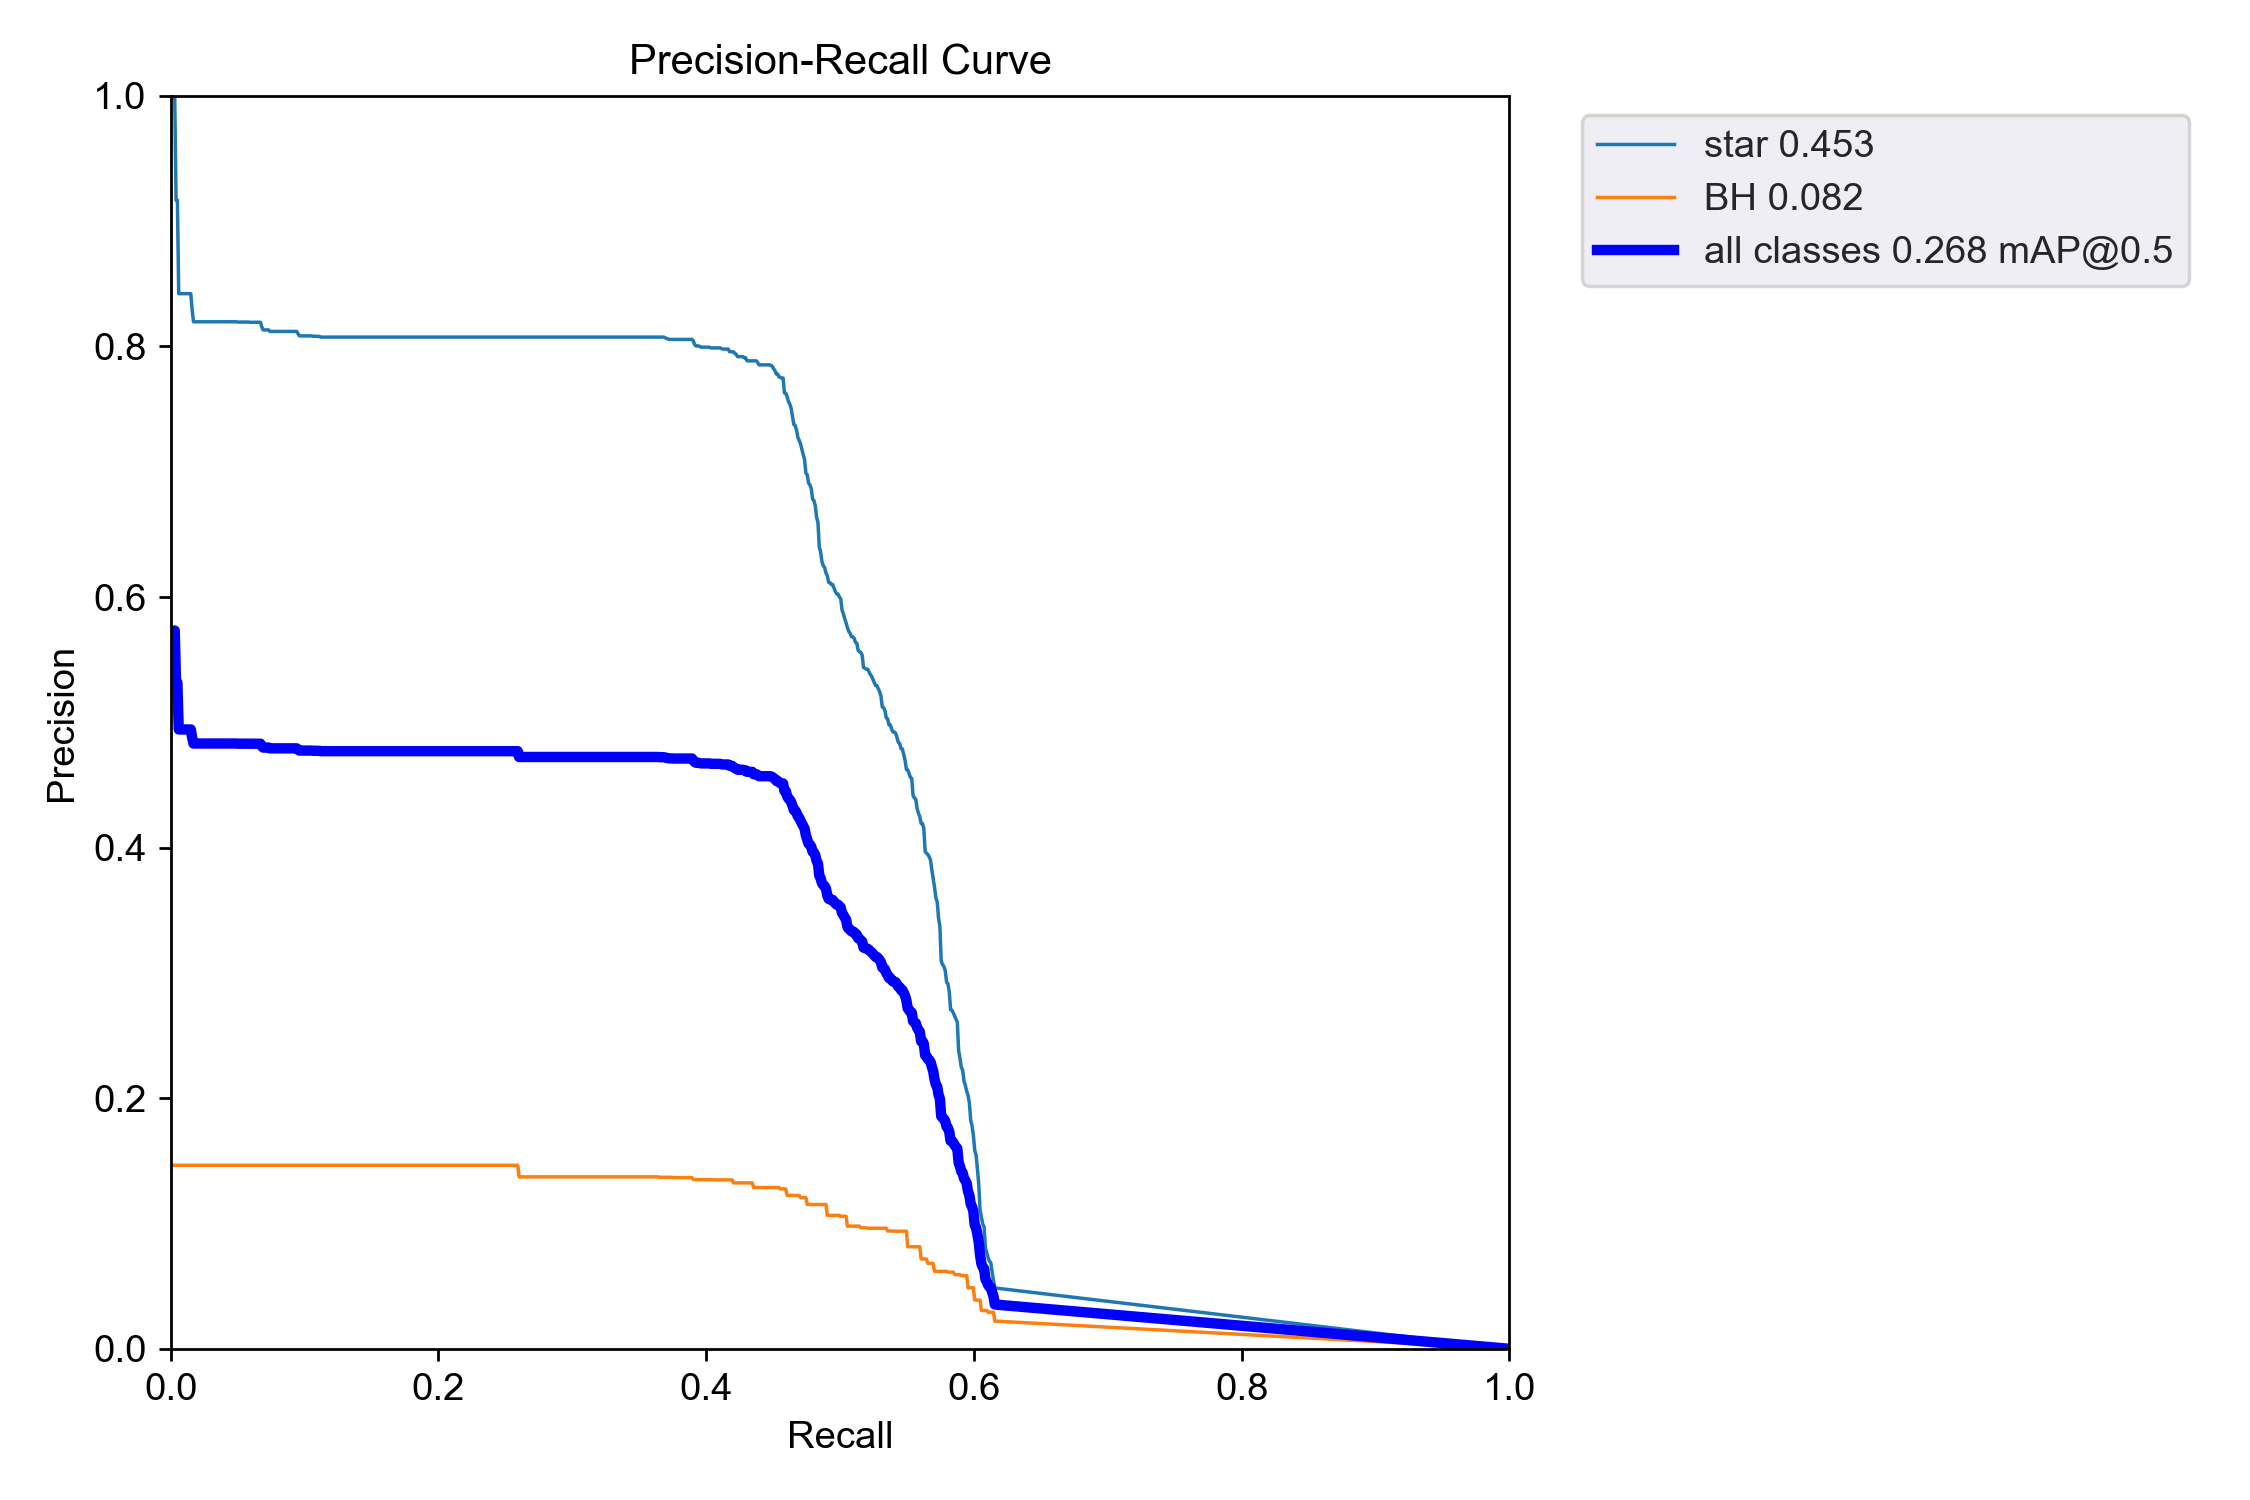 Precision-Recall Curve
1.0
0.8
0.6
0.4
0.2
0.0
Precision
0.0 0.2 0.4 0.6 0.8 1.0
Recall
star 0.453
BH 0.082
all classes 0.268 mAP@0.5